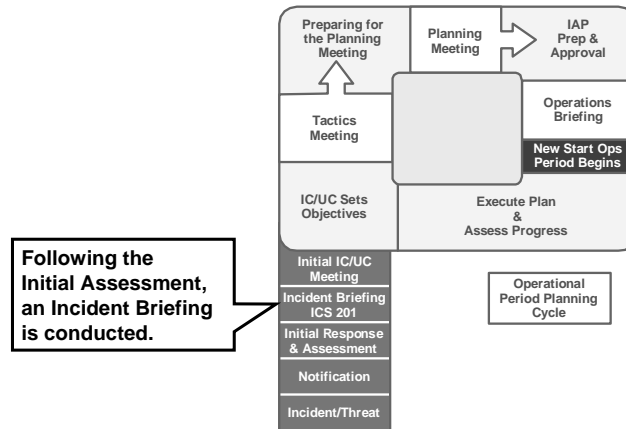 Preparing for
the Planning
Meeting
Planning
Meeting
IAP
Prep &
Approval
Tactics
Meeting
Operations
Briefing
New Start Ops
Period Begins
IC/UC Sets
Objectives
Execute Plan
&
Assess Progress
Following the
Initial Assessment,
an Incident Briefing
is conducted.
Initial IC/UC
Meeting
Incident Briefing
ICS 201
Initial Response
& Assessment
Notification
Incident/Threat
Operational
Period Planning
Cycle